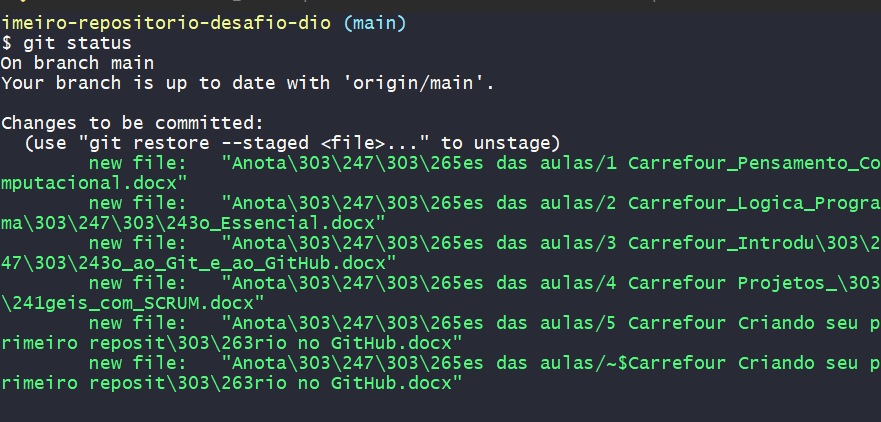 imeiro-repositorio-desafio-dio (main)
$ git status
On branch main
Your branch is up to date with 'origin/main'.
Changes to be committed:
  (use "git restore --staged <file>..." to unstage)
        new file:   "Anota\303\247\303\265es das aulas/1 Carrefour_Pensamento_Co
mputacional.docx"
        new file:   "Anota\303\247\303\265es das aulas/2 Carrefour_Logica_Progra
ma\303\247\303\243o_Essencial.docx"
        new file:   "Anota\303\247\303\265es das aulas/3 Carrefour_Introdu\303\2
47\303\243o_ao_Git_e_ao_GitHub.docx"
        new file:   "Anota\303\247\303\265es das aulas/4 Carrefour Projetos_\303
\241geis_com_SCRUM.docx"
        new file:   "Anota\303\247\303\265es das aulas/5 Carrefour Criando seu p
rimeiro reposit\303\263rio no GitHub.docx"
        new file:   "Anota\303\247\303\265es das aulas/~$Carrefour Criando seu p
rimeiro reposit\303\263rio no GitHub.docx"